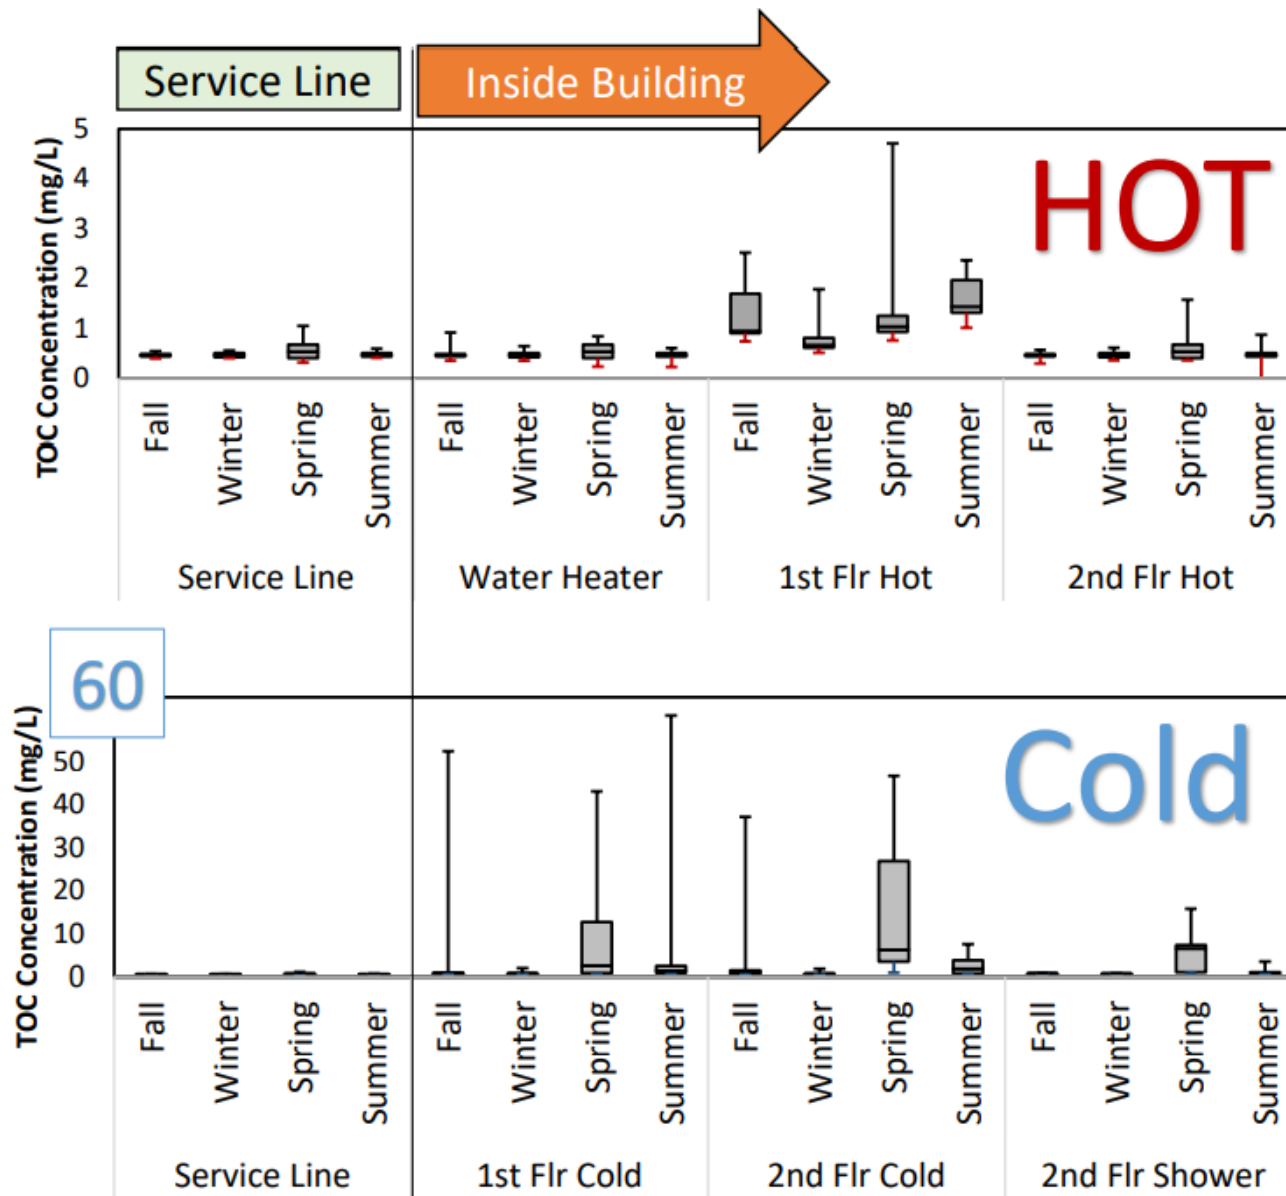 Service Line
Inside Building
HOT
TOC Concentration (mg/L)
5
4
3
2
1
0
Fall Winter Spring Summer Fall Winter Spring Summer Fall Winter Spring Summer Fall Winter Spring Summer
Service Line Water Heater 1st Flr Hot 2nd Flr Hot
Cold
TOC Concentration (mg/L)
60
50
40
30
20
10
0
Fall Winter Spring Summer Fall Winter Spring Summer Fall Winter Spring Summer Fall Winter Spring Summer
Service Line 1st Flr Cold 2nd Flr Cold 2nd Flr Shower